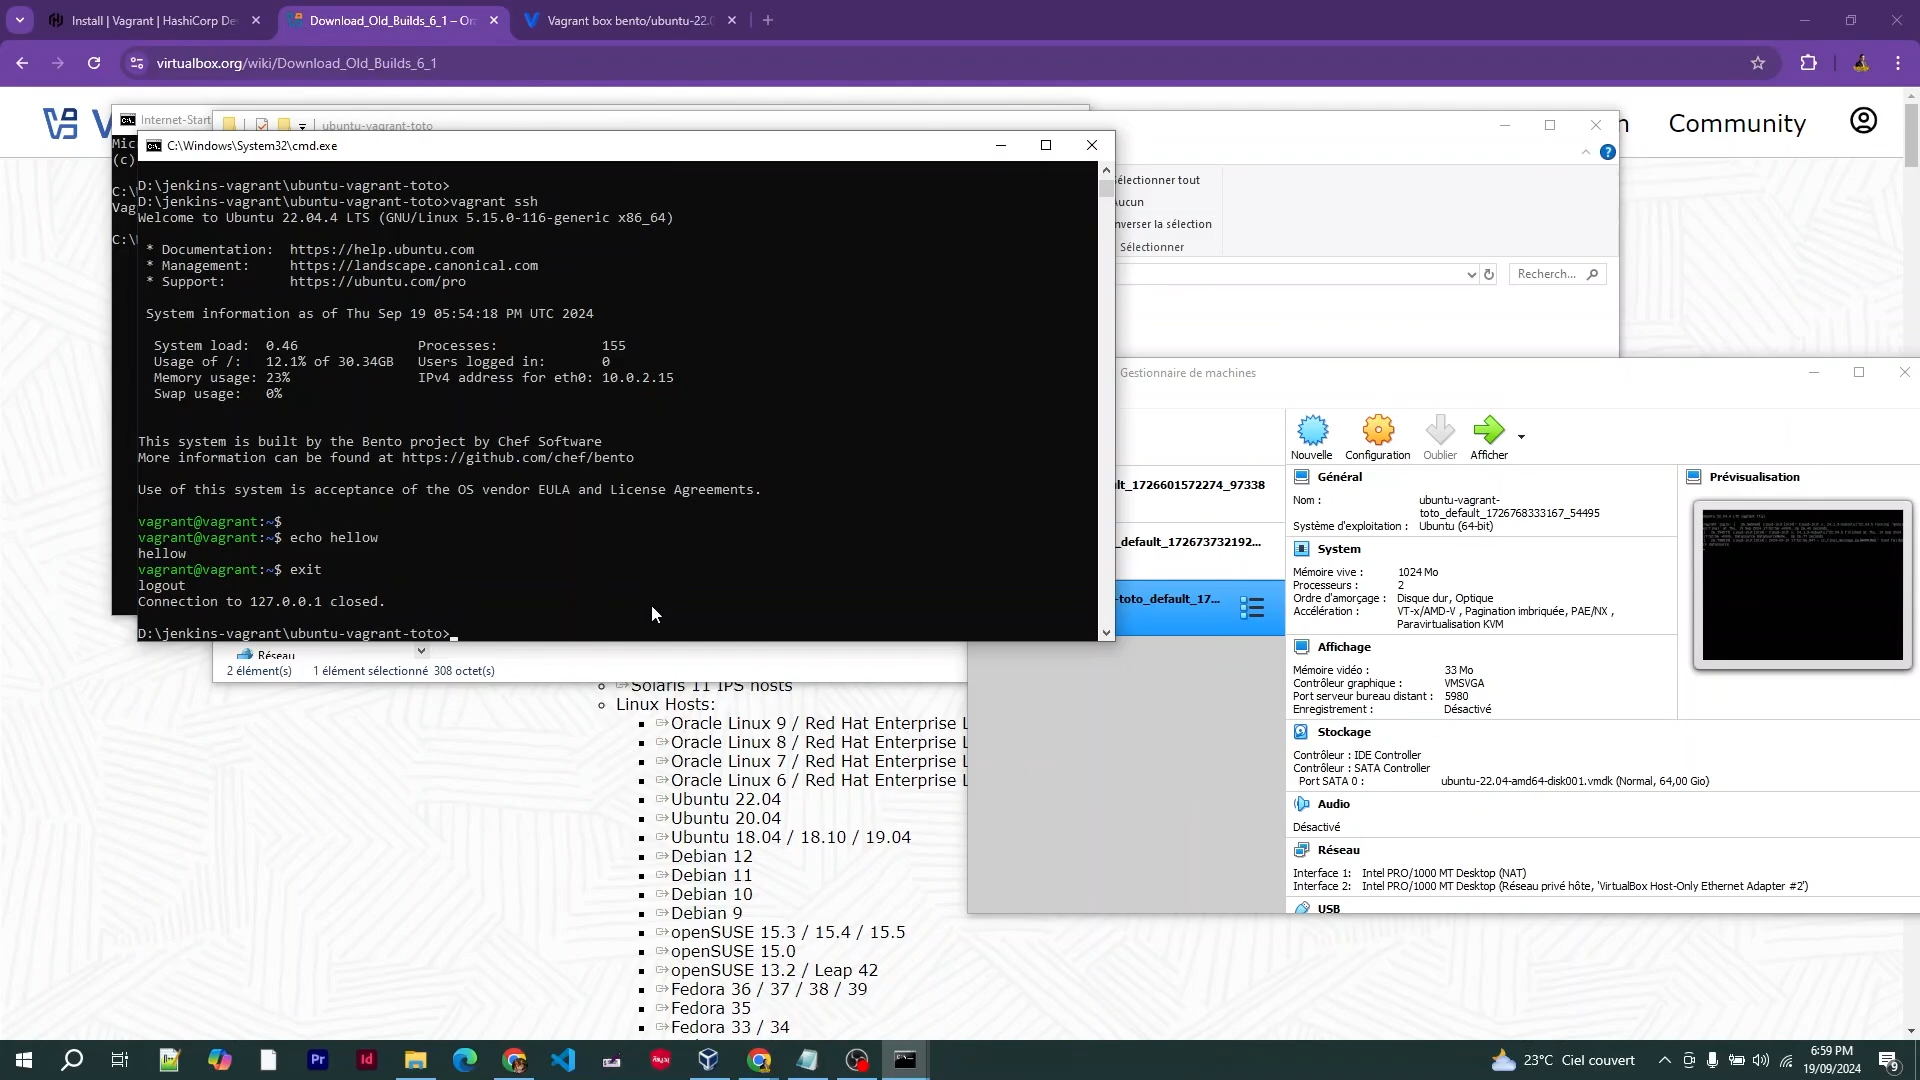 Install | Vagrant | HashiCorp De
Download_Old_Builds_6_1 – Or
Vagrant box bento/ubuntu-22.0
virtualbox.org/wiki/Download_Old_Builds_6_1
Community
Internet-Start
ubuntu-vagrant-toto
C:\Windows\System32\cmd.exe
Mic
(c)
C:\
Vag
C:\
D:\jenkins-vagrant\ubuntu-vagrant-toto>
D:\jenkins-vagrant\ubuntu-vagrant-toto>vagrant ssh
Welcome to Ubuntu 22.04.4 LTS (GNU/Linux 5.15.0-116-generic x86_64)
* Documentation: https://help.ubuntu.com
* Management: https://landscape.canonical.com
* Support: https://ubuntu.com/pro
System information as of Thu Sep 19 05:54:18 PM UTC 2024
System load: 0.46 Processes: 155
Usage of /: 12.1% of 30.34GB Users logged in: 0
Memory usage: 23% IPv4 address for eth0: 10.0.2.15
Swap usage: 0%
This system is built by the Bento project by Chef Software
More information can be found at https://github.com/chef/bento
Use of this system is acceptance of the OS vendor EULA and License Agreements.
vagrant@vagrant:~$
vagrant@vagrant:~$ echo hellow
hellow
vagrant@vagrant:~$ exit
logout
Connection to 127.0.0.1 closed.
D:\jenkins-vagrant\ubuntu-vagrant-toto>
électionner tout
ucun
nverser la sélection
Sélectionner
Recherch...
Réseau
2 élément(s) 1 élément sélectionné 308 octet(s)
Gestionnaire de machines
Nouvelle
Configuration
Oublier
Afficher
lt_1726601572274_97338
_default_172673732192...
-toto_default_17...
Général
Nom : ubuntu-vagrant-
toto_default_1726768333167_54495
Système d'exploitation : Ubuntu (64-bit)
Prévisualisation
System
Mémoire vive : 1024 Mo
Processeurs : 2
Ordre d'amorçage : Disque dur, Optique
Accélération : VT-x/AMD-V , Pagination imbriquée, PAE/NX ,
Paravirtualisation KVM
Affichage
Mémoire vidéo : 33 Mo
Contrôleur graphique : VMSVGA
Port serveur bureau distant : 5980
Enregistrement : Désactivé
Stockage
Contrôleur : IDE Controller
Contrôleur : SATA Controller
Port SATA 0 : ubuntu-22.04-amd64-disk001.vmdk (Normal, 64,00 Gio)
Audio
Désactivé
Réseau
Interface 1: Intel PRO/1000 MT Desktop (NAT)
Interface 2: Intel PRO/1000 MT Desktop (Réseau privé hôte, 'VirtualBox Host-Only Ethernet Adapter #2')
USB
Solaris 11 IPS hosts
Linux Hosts:
Oracle Linux 9 / Red Hat Enterprise L
Oracle Linux 8 / Red Hat Enterprise L
Oracle Linux 7 / Red Hat Enterprise L
Oracle Linux 6 / Red Hat Enterprise L
Ubuntu 22.04
Ubuntu 20.04
Ubuntu 18.04 / 18.10 / 19.04
Debian 12
Debian 11
Debian 10
Debian 9
openSUSE 15.3 / 15.4 / 15.5
openSUSE 15.0
openSUSE 13.2 / Leap 42
Fedora 36 / 37 / 38 / 39
Fedora 35
Fedora 33 / 34
Pr
Id
23°C Ciel couvert
6:59 PM
19/09/2024
9